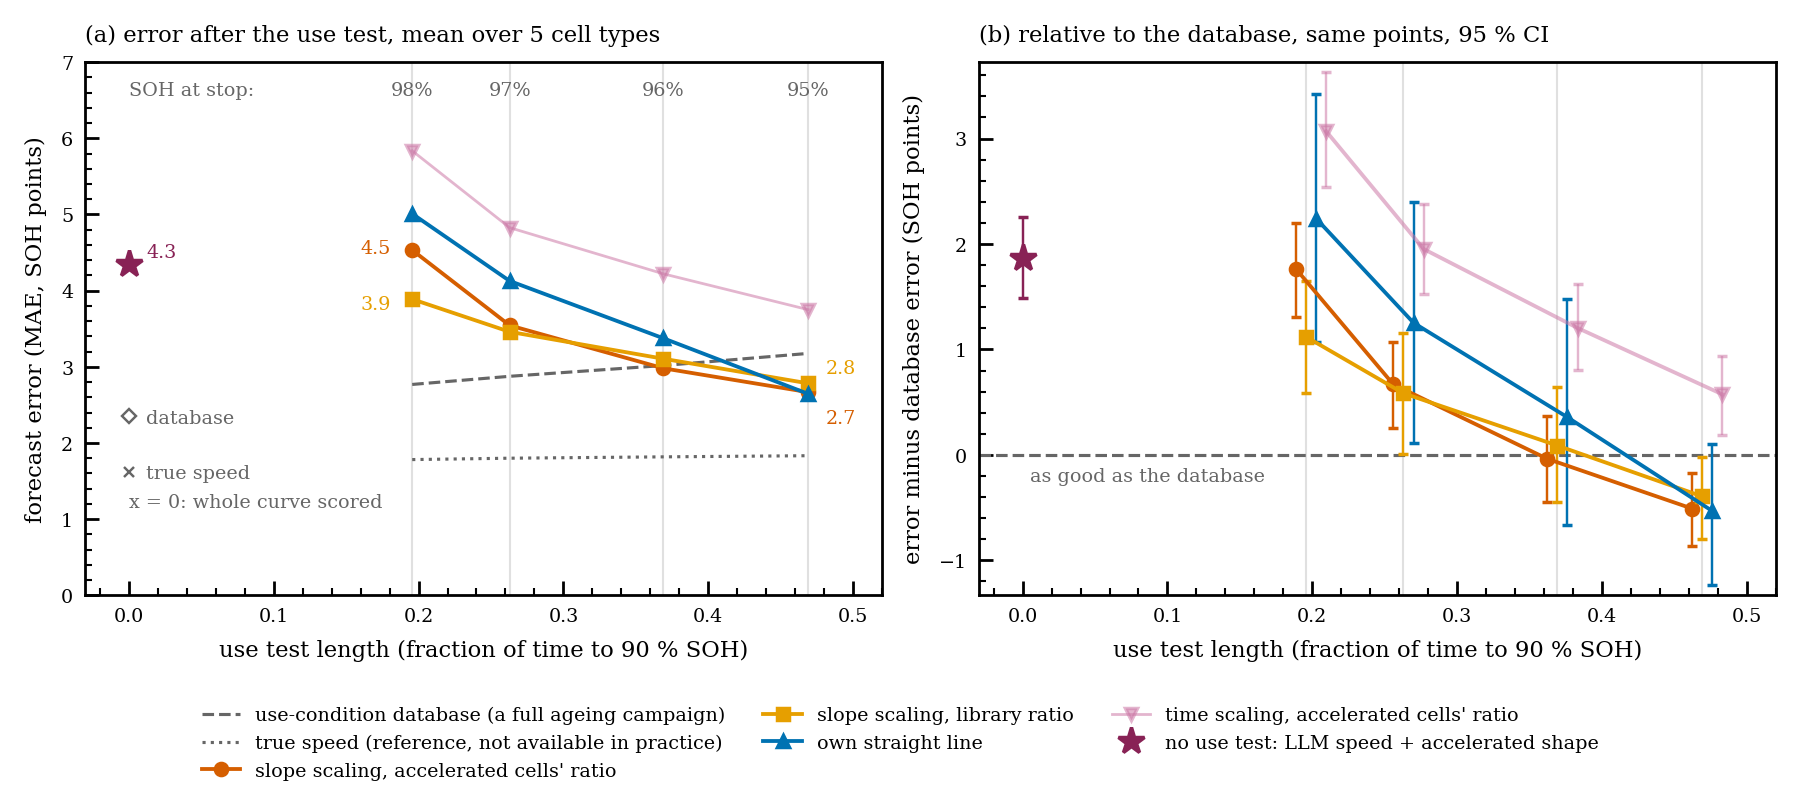 (a) error after the use test, mean over 5 cell types
SOH at stop:
98%
97%
96%
95%
4.3
4.5
3.9
2.8
2.7
database
true speed
x = 0: whole curve scored
forecast error (MAE, SOH points)
7
6
5
4
3
2
1
0
0.0
0.1
0.2
0.3
0.4
0.5
use test length (fraction of time to 90 % SOH)
(b) relative to the database, same points, 95 % CI
as good as the database
error minus database error (SOH points)
3
2
1
0
−1
0.0
0.1
0.2
0.3
0.4
0.5
use test length (fraction of time to 90 % SOH)
use-condition database (a full ageing campaign)
true speed (reference, not available in practice)
slope scaling, accelerated cells' ratio
slope scaling, library ratio
own straight line
time scaling, accelerated cells' ratio
no use test: LLM speed + accelerated shape